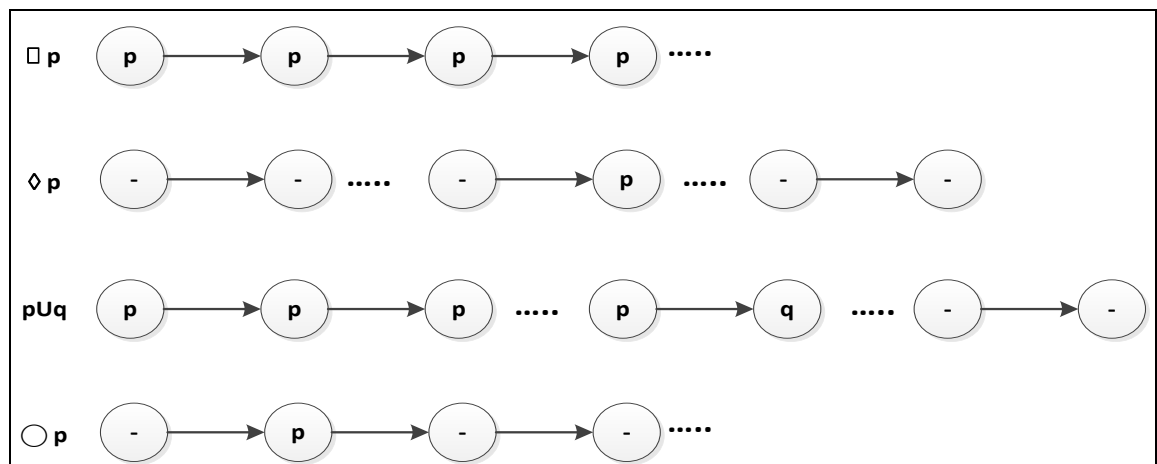 □ p p p p p .....
◊ p - - ..... - p ..... - -
pUq p p p ..... p q ..... - -
○ p - p - - .....